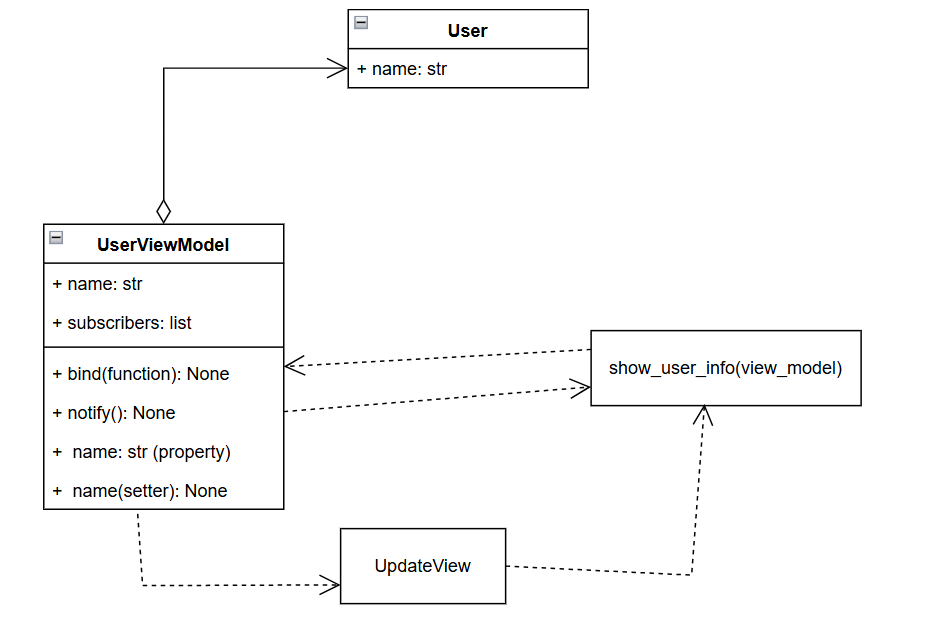 User
+ name: str
UserViewModel
+ name: str
+ subscribers: list
+ bind(function): None
+ notify(): None
+ name: str (property)
+ name(setter): None
show_user_info(view_model)
UpdateView